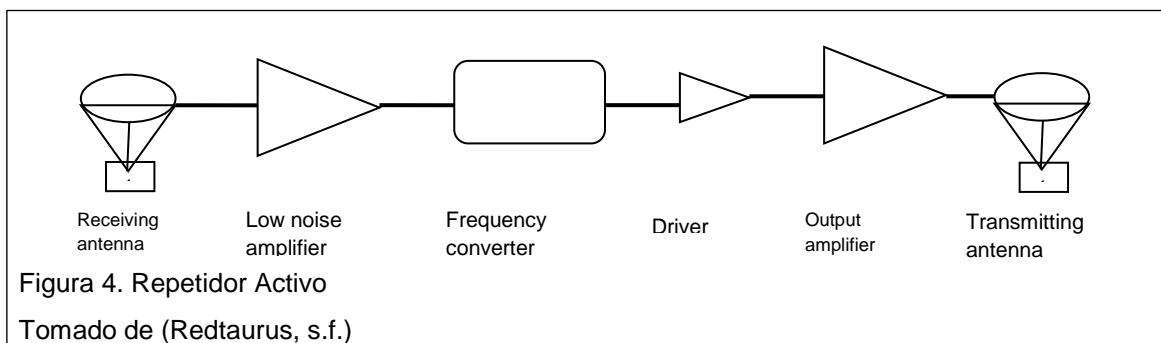 Receiving antenna
Low noise amplifier
Frequency converter
Driver
Output amplifier
Transmitting antenna
Figura 4. Repetidor Activo
Tomado de (Redtaurus, s.f.)